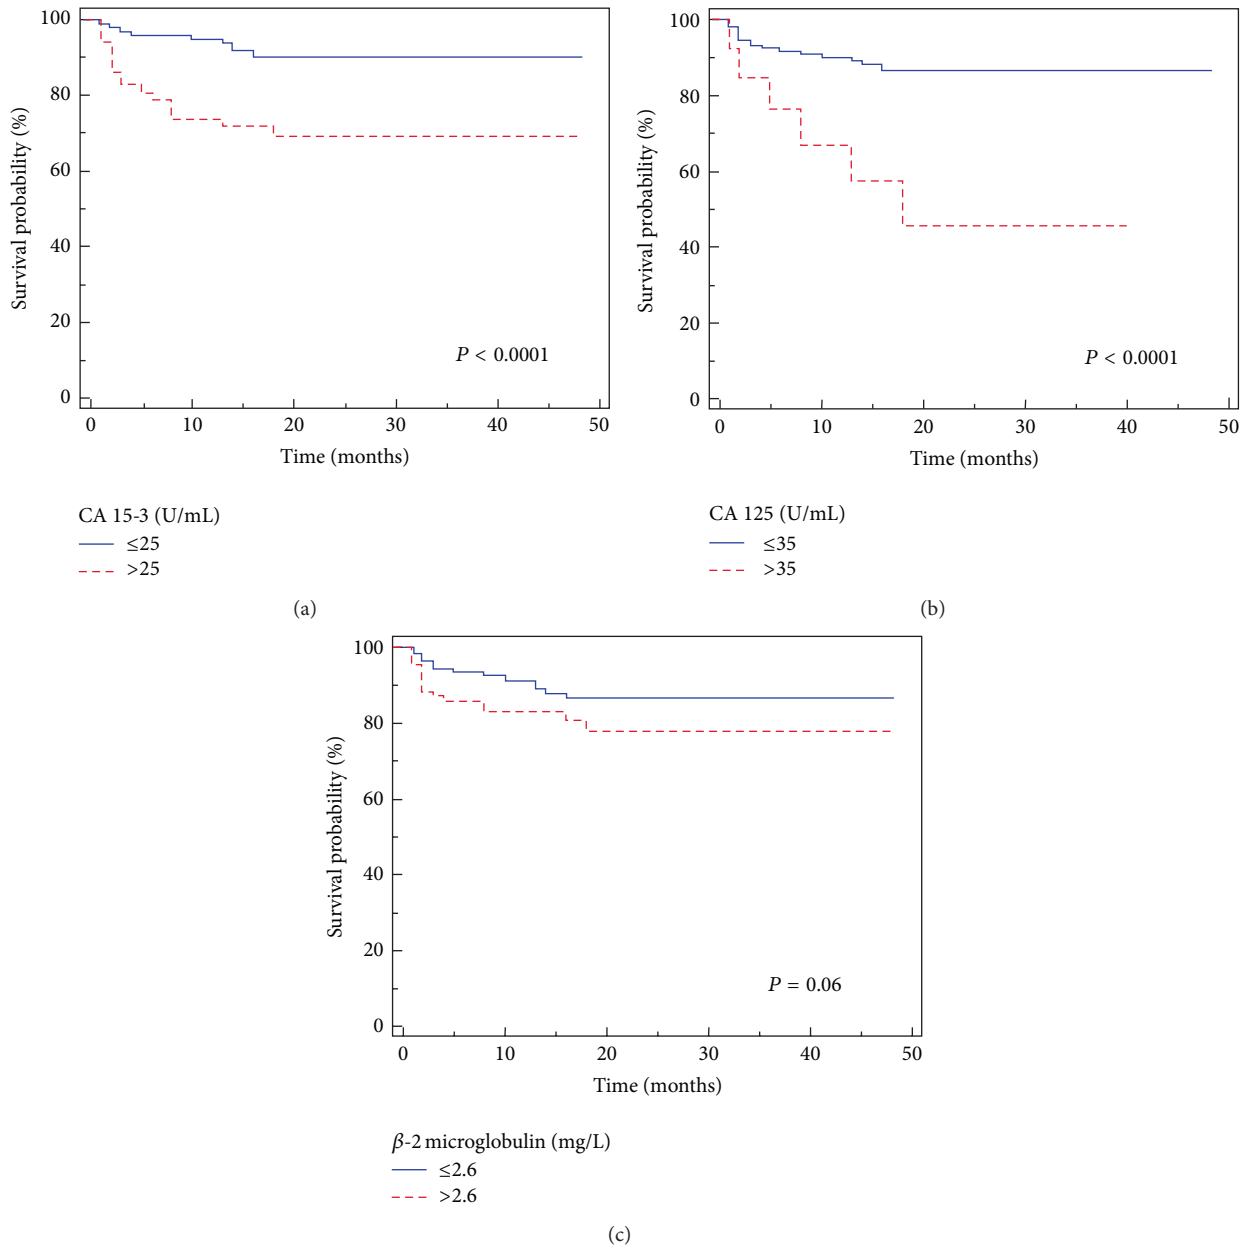 100
80
60
40
20
0
Survival probability (%)
P < 0.0001
0 10 20 30 40 50
Time (months)
CA 15-3 (U/mL)
≤25
>25
(a)
100
80
60
40
20
0
Survival probability (%)
P < 0.0001
0 10 20 30 40 50
Time (months)
CA 125 (U/mL)
≤35
>35
(b)
100
80
60
40
20
0
Survival probability (%)
P = 0.06
0 10 20 30 40 50
Time (months)
β-2 microglobulin (mg/L)
≤2.6
>2.6
(c)